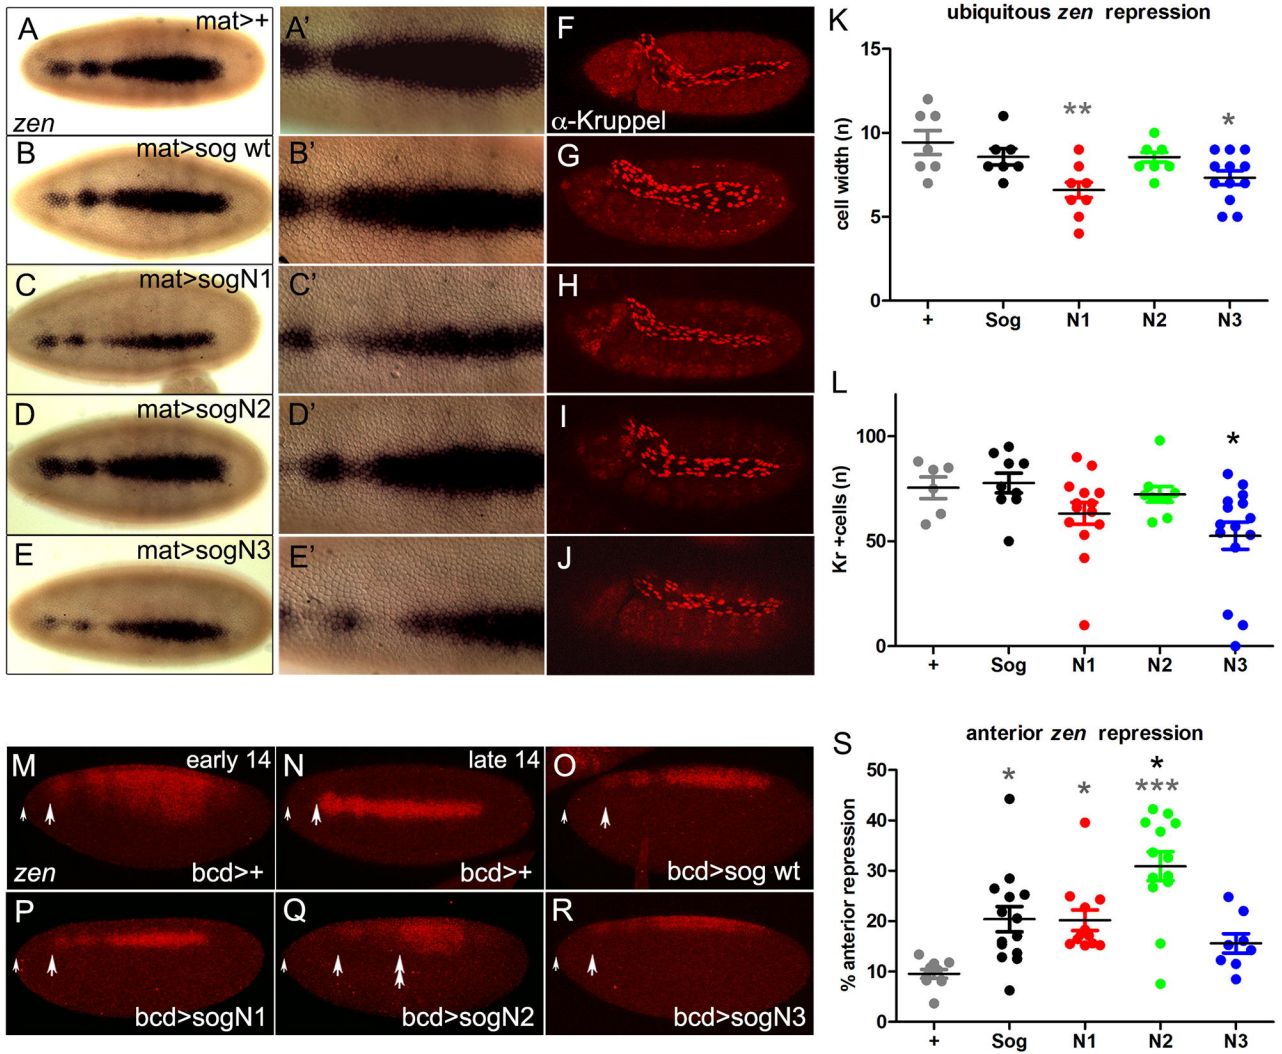 A
mat>+
zen
A’
F
α-Kruppel
B
mat>sog wt
B’
G
C
mat>sogN1
C’
H
D
mat>sogN2
D’
I
E
mat>sogN3
E’
J
K
ubiquitous zen repression
cell width (n)
15
10
5
0
**
*
+ Sog N1 N2 N3
L
Kr +cells (n)
100
50
0
*
+ Sog N1 N2 N3
M
early 14
zen
bcd>+
N
late 14
bcd>+
O
bcd>sog wt
P
bcd>sogN1
Q
bcd>sogN2
R
bcd>sogN3
S
anterior zen repression
% anterior repression
50
40
30
20
10
0
*
*
*
***
+ Sog N1 N2 N3